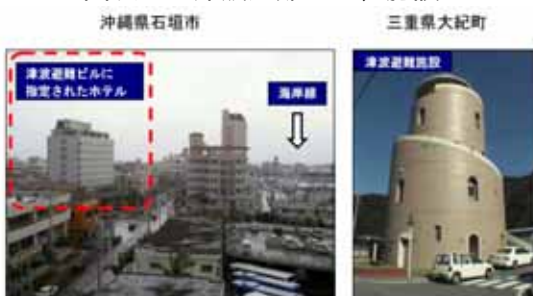 沖縄県石垣市
三重県大紀町
津波避難ビルに
指定されたホテル
海岸線
津波避難施設